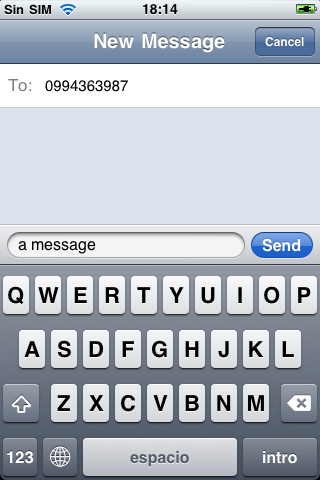 Sin SIM 18:14
New Message Cancel
To: 0994363987
a message Send
Q W E R T Y U I O P
A S D F G H J K L
Z X C V B N M
123 espacio intro